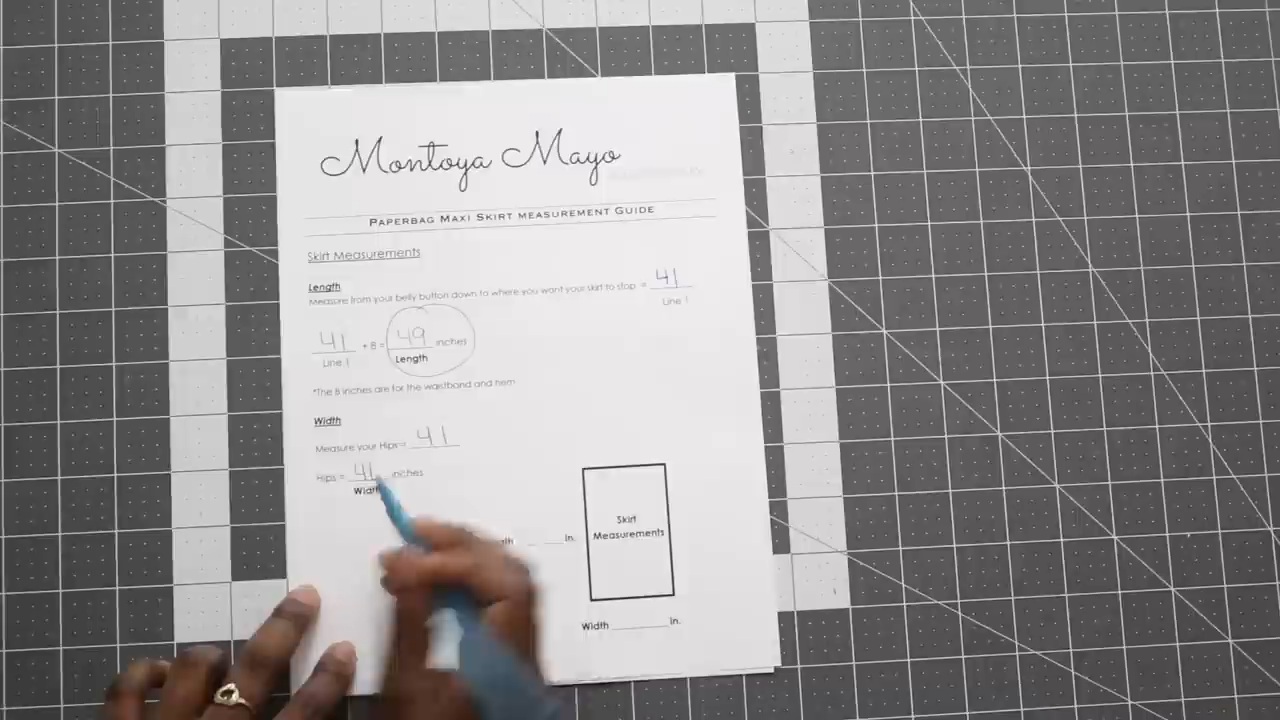 Montoya Mayo
PAPERBAG MAXI SKIRT MEASUREMENT GUIDE
Skirt Measurements
Length
Measure from your belly button down to where you want your skirt to stop = 41
Line 1
41 + 8 = 49 inches
Line 1 Length
*The 8 inches are for the waistband and hem
Width
Measure your Hips= 41
Hips = 41 inches
Width
in.
Skirt
Measurements
Width in.